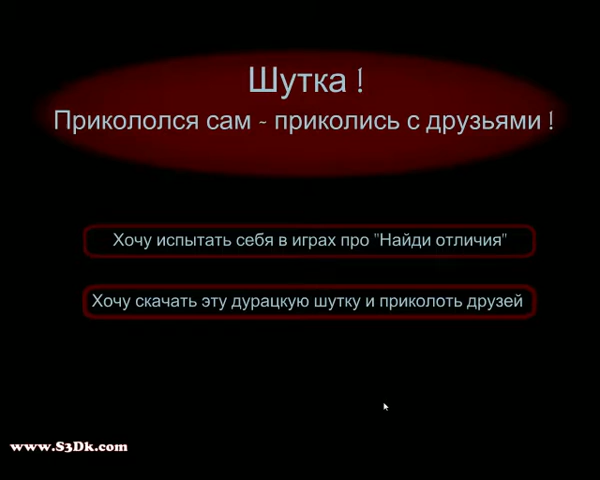 Шутка !
Прикололся сам - приколись с друзьями !
Хочу испытать себя в играх про "Найди отличия"
Хочу скачать эту дурацкую шутку и приколоть друзей
www.S3Dk.com